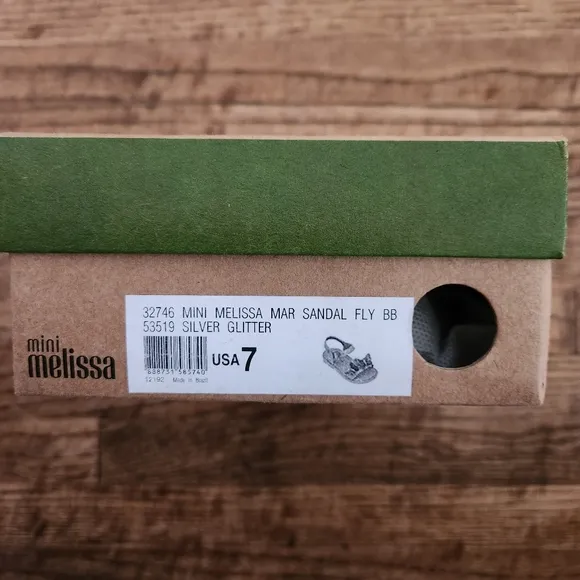 mini
melissa
32746 MINI MELISSA MAR SANDAL FLY BB
53519 SILVER GLITTER
USA 7
Made in Brazil